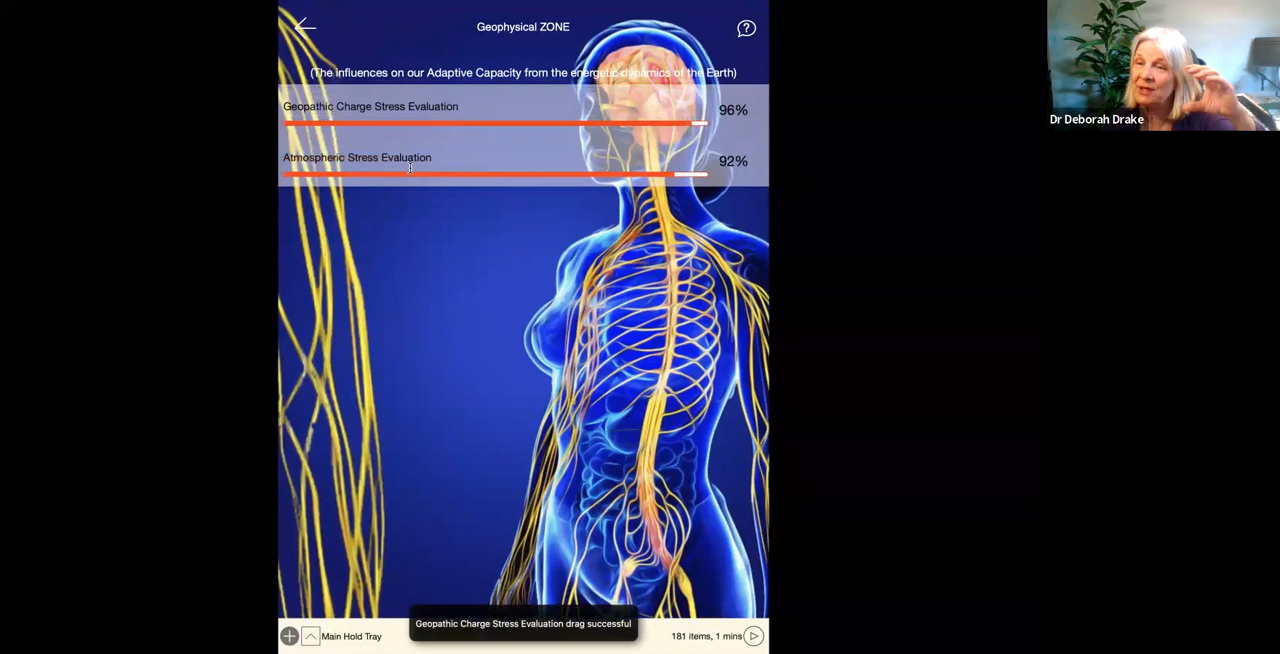 Geophysical ZONE
(The influences on our Adaptive Capacity from the energetic dynamics of the Earth)
Geopathic Charge Stress Evaluation
96%
Atmospheric Stress Evaluation
92%
Dr Deborah Drake
Geopathic Charge Stress Evaluation drag successful
Main Hold Tray
181 items, 1 mins